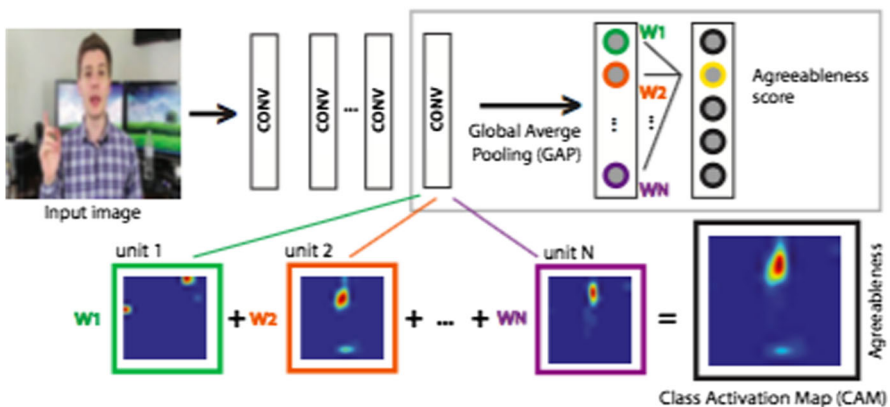 Input image
CONV
CONV
...
CONV
CONV
Global Averge
Pooling (GAP)
W1
W2
...
...
WN
Agreeableness
score
unit 1
unit 2
unit N
W1
+ W2
+ ... + WN
=
Agreeableness
Class Activation Map (CAM)